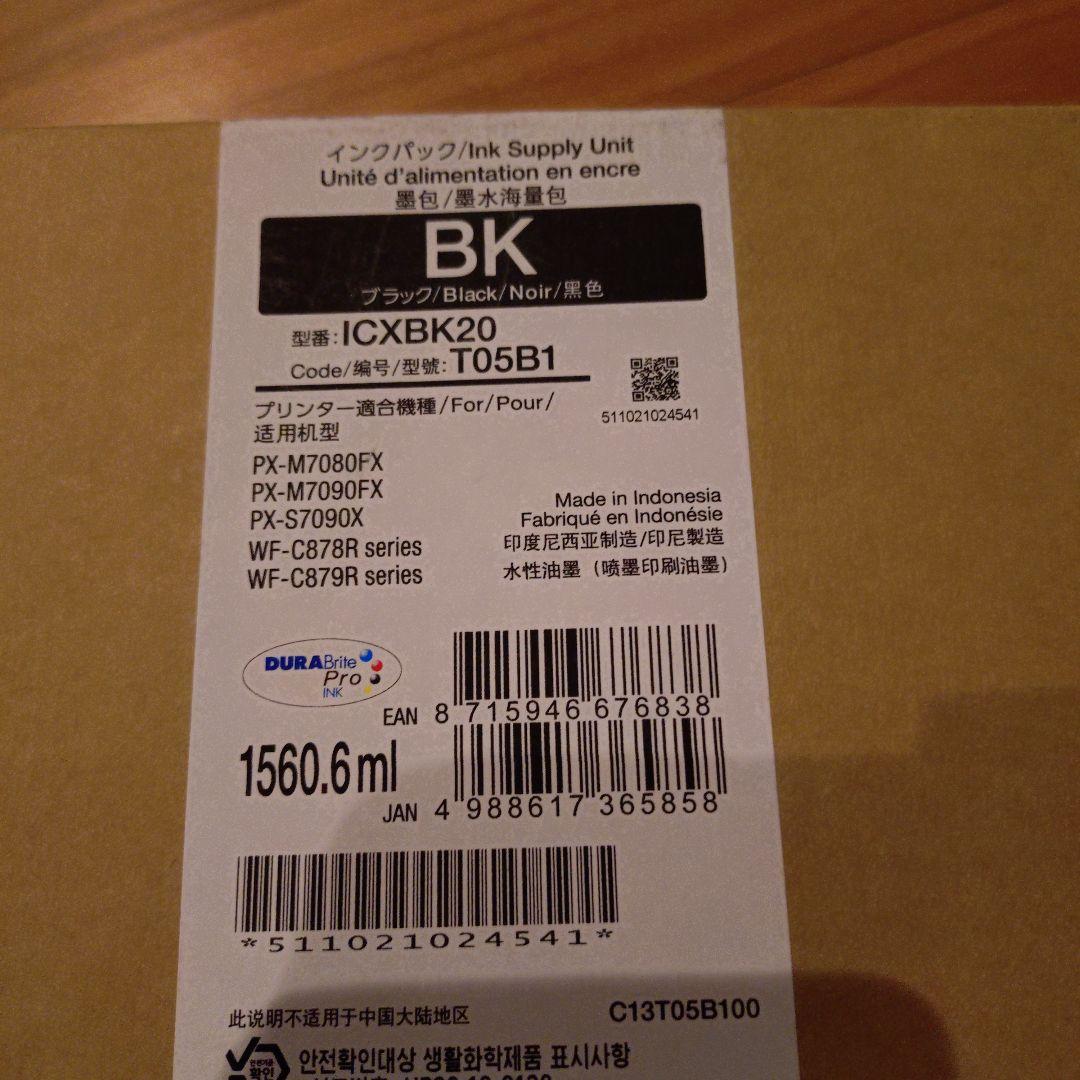 インクパック/Ink Supply Unit
Unité d'alimentation en encre
墨包/墨水海量包
BK
ブラック/Black/Noir/黑色
型番:ICXBK20
Code/编号/型號:T05B1
511021024541
プリンター適合機種/For/Pour/
适用机型
PX-M7080FX
PX-M7090FX
PX-S7090X
WF-C878R series
WF-C879R series
Made in Indonesia
Fabriqué en Indonésie
印度尼西亚制造/印尼製造
水性油墨（喷墨印刷油墨）
DURABrite
Pro
INK
EAN 8 715946 676838
1560.6ml
JAN 4 988617 365858
*511021024541*
此说明不适用于中国大陆地区
C13T05B100
확인
안전확인대상 생활화학제품 표시사항